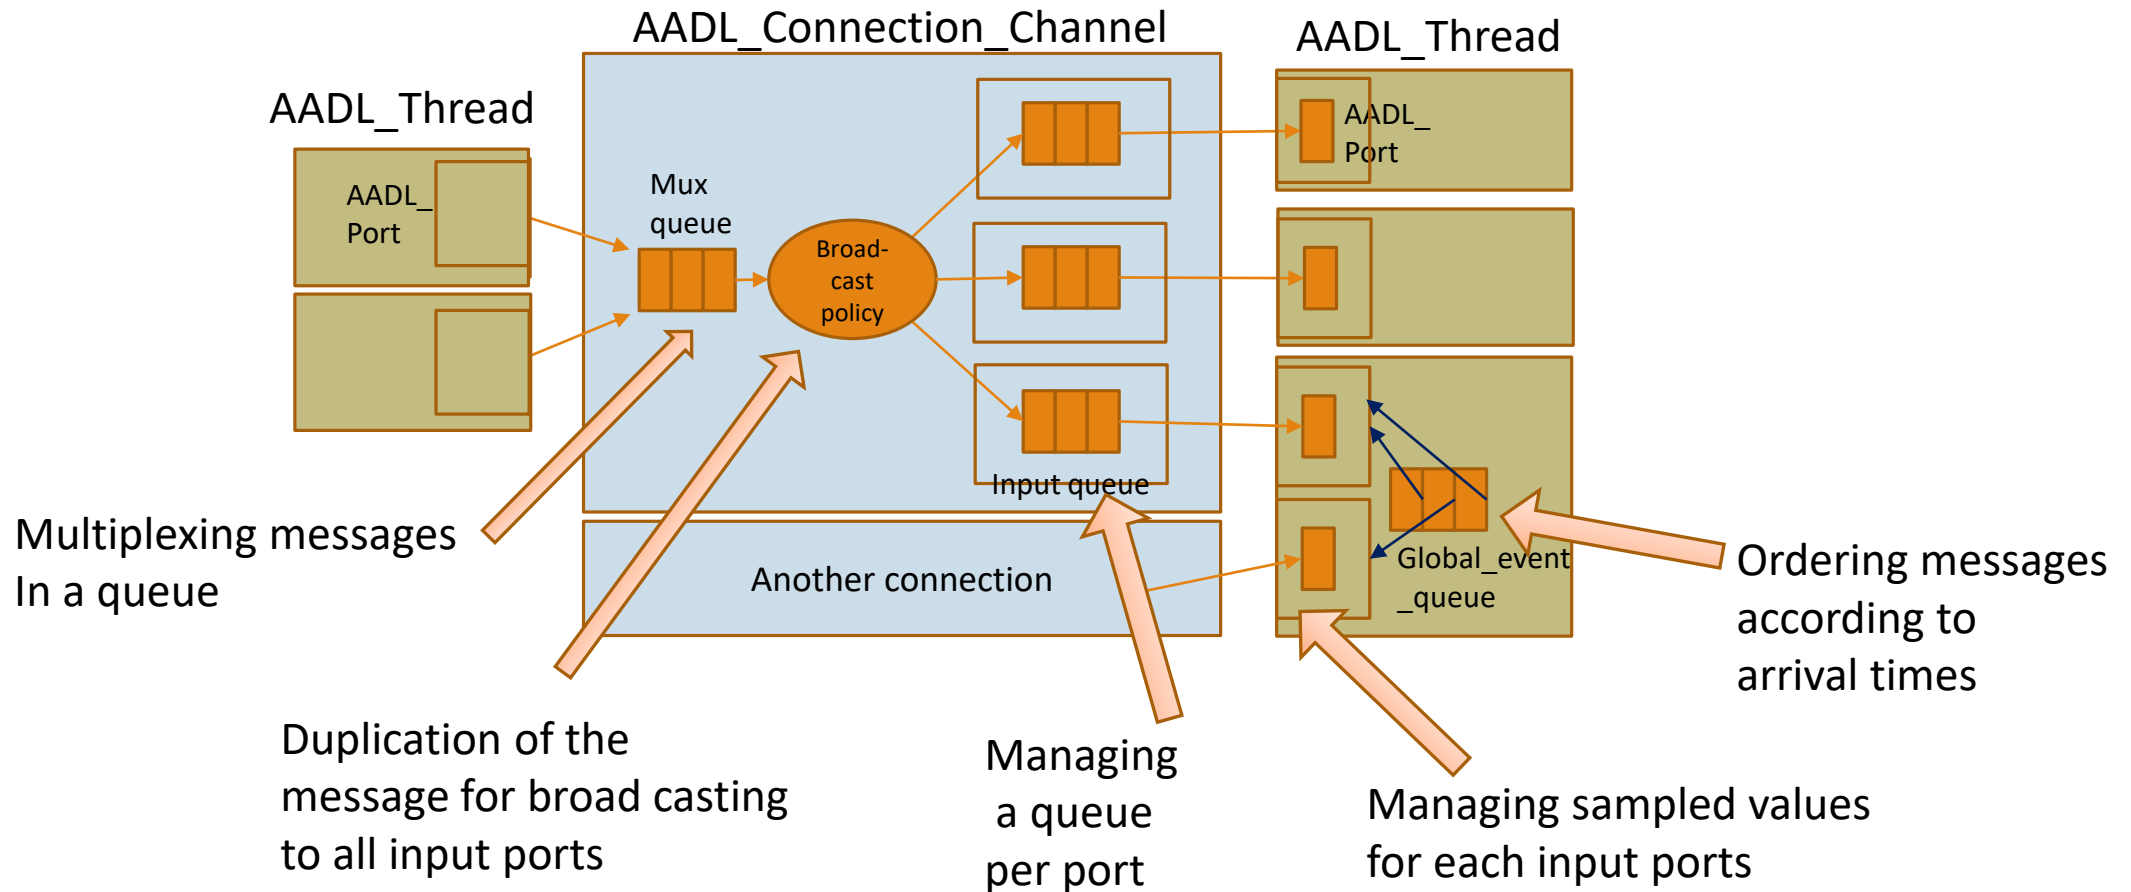 AADL_Connection_Channel
AADL_Thread
AADL_Thread
AADL_
Port
AADL_
Port
Mux
queue
Broad-
cast
policy
Input queue
Another connection
Global_event
_queue
Multiplexing messages
In a queue
Duplication of the
message for broad casting
to all input ports
Managing
a queue
per port
Managing sampled values
for each input ports
Ordering messages
according to
arrival times